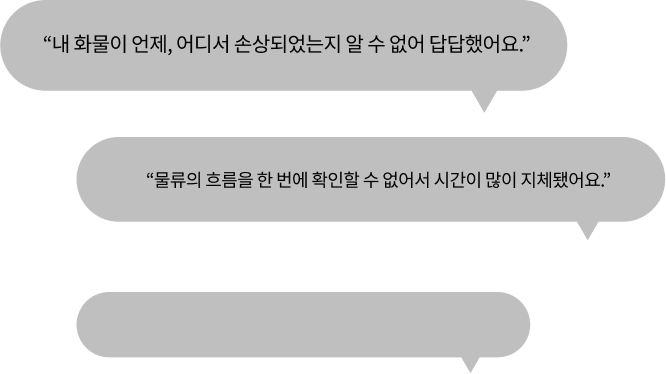 “내 화물이 언제, 어디서 손상되었는지 알 수 없어 답답했어요.”
“물류의 흐름을 한 번에 확인할 수 없어서 시간이 많이 지체됐어요.”